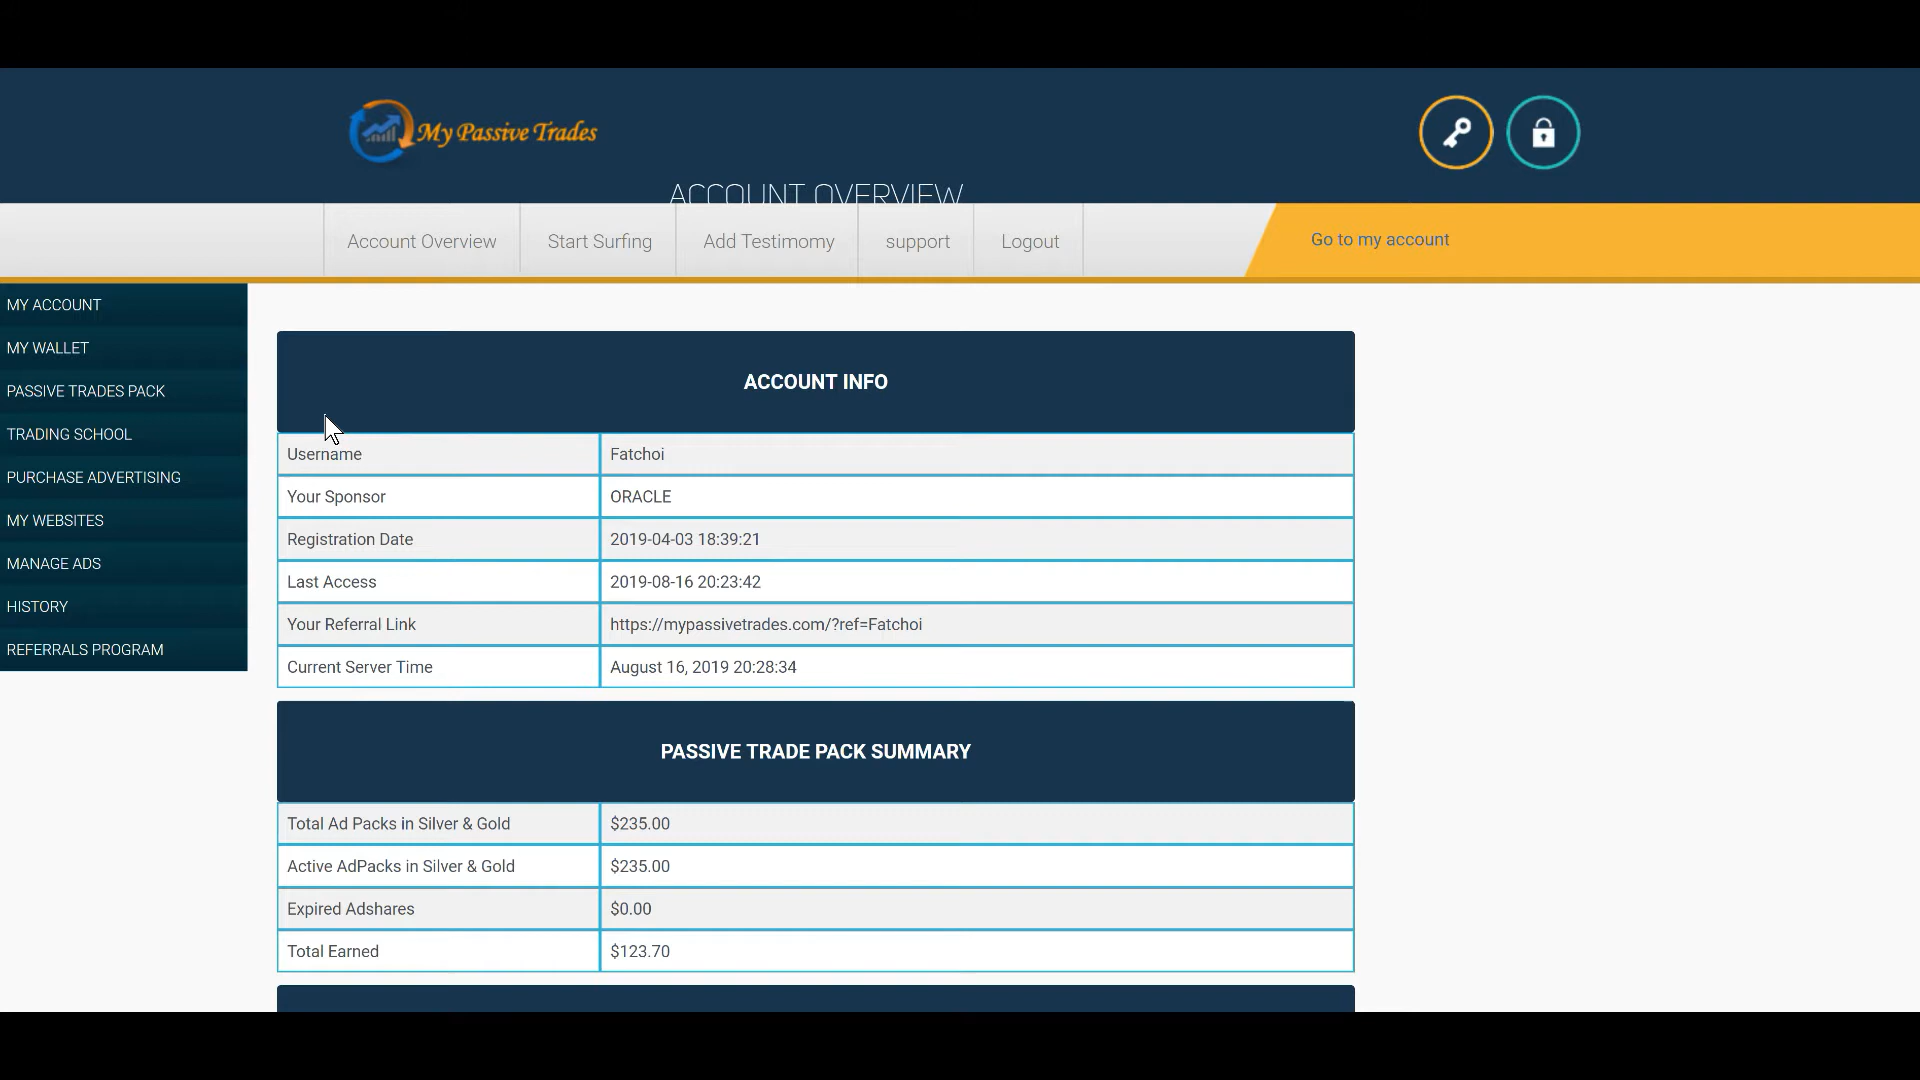 My Passive Trades
ACCOUNT OVERVIEW
Account Overview
Start Surfing
Add Testimomy
support
Logout
Go to my account
MY ACCOUNT
MY WALLET
PASSIVE TRADES PACK
TRADING SCHOOL
PURCHASE ADVERTISING
MY WEBSITES
MANAGE ADS
HISTORY
REFERRALS PROGRAM
ACCOUNT INFO
Username Fatchoi
Your Sponsor ORACLE
Registration Date 2019-04-03 18:39:21
Last Access 2019-08-16 20:23:42
Your Referral Link https://mypassivetrades.com/?ref=Fatchoi
Current Server Time August 16, 2019 20:28:34
PASSIVE TRADE PACK SUMMARY
Total Ad Packs in Silver & Gold $235.00
Active AdPacks in Silver & Gold $235.00
Expired Adshares $0.00
Total Earned $123.70